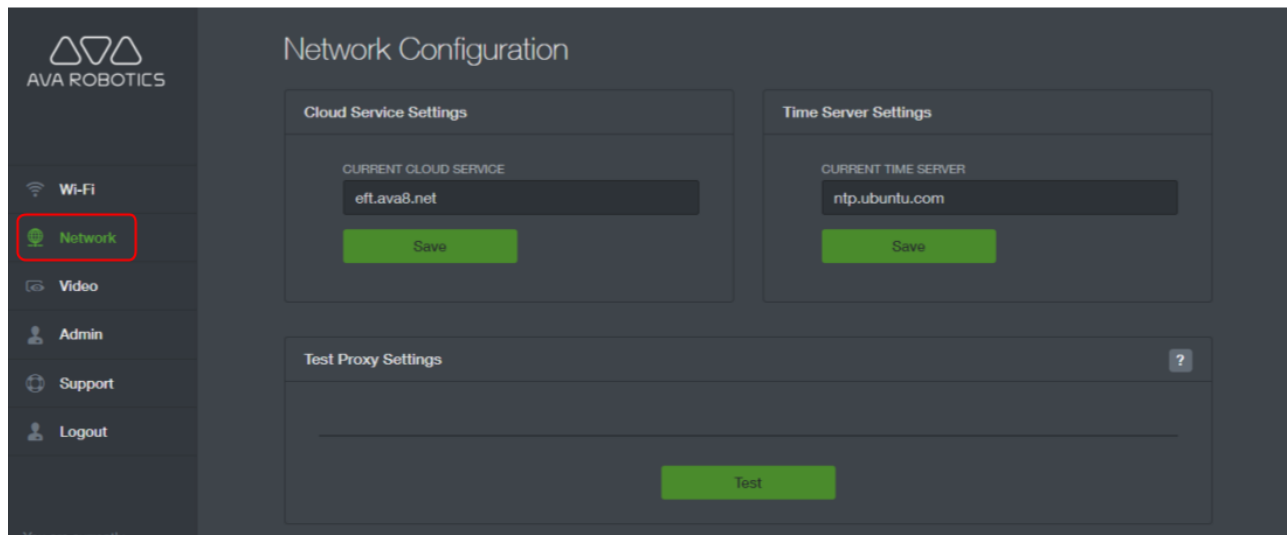 AVA ROBOTICS
Wi-Fi
Network
Video
Admin
Support
Logout
Network Configuration
Cloud Service Settings
CURRENT CLOUD SERVICE
eft.ava8.net
Save
Time Server Settings
CURRENT TIME SERVER
ntp.ubuntu.com
Save
Test Proxy Settings
?
Test